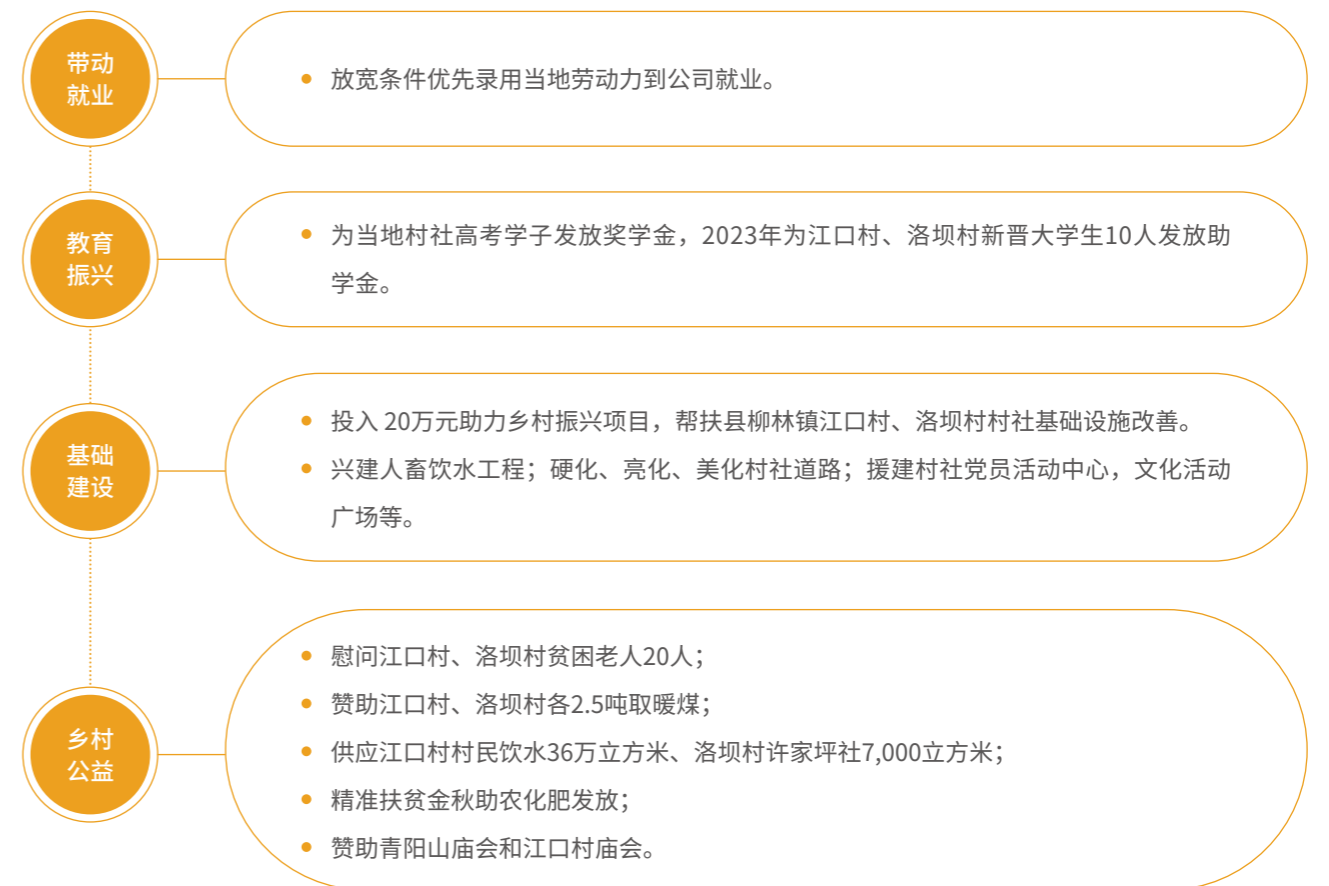 带动
就业
放宽条件优先录用当地劳动力到公司就业。
教育
振兴
为当地村社高考学子发放奖学金，2023年为江口村、洛坝村新晋大学生10人发放助
学金。
基础
建设
投入 20万元助力乡村振兴项目，帮扶县柳林镇江口村、洛坝村村社基础设施改善。
兴建人畜饮水工程；硬化、亮化、美化村社道路；援建村社党员活动中心，文化活动
广场等。
乡村
公益
慰问江口村、洛坝村贫困老人20人；
赞助江口村、洛坝村各2.5吨取暖煤；
供应江口村村民饮水36万立方米、洛坝村许家坪社7,000立方米；
精准扶贫金秋助农化肥发放；
赞助青阳山庙会和江口村庙会。